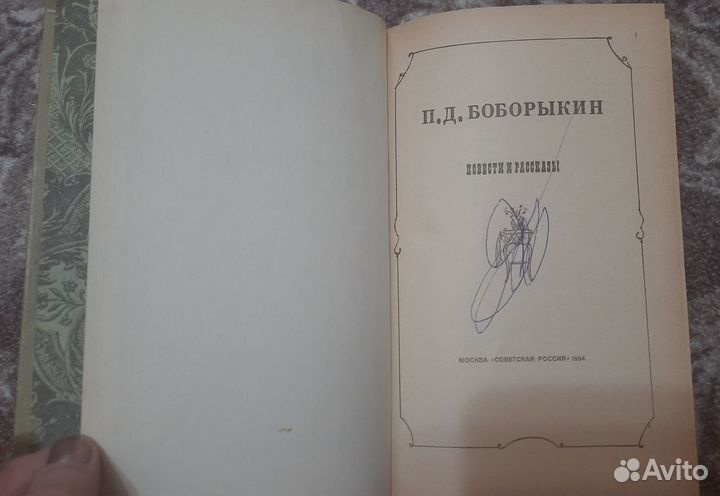 П.Д. БОБОРЫКИН
ПОВЕСТИ И РАССКАЗЫ
МОСКВА «СОВЕТСКАЯ РОССИЯ» 1984
Avito